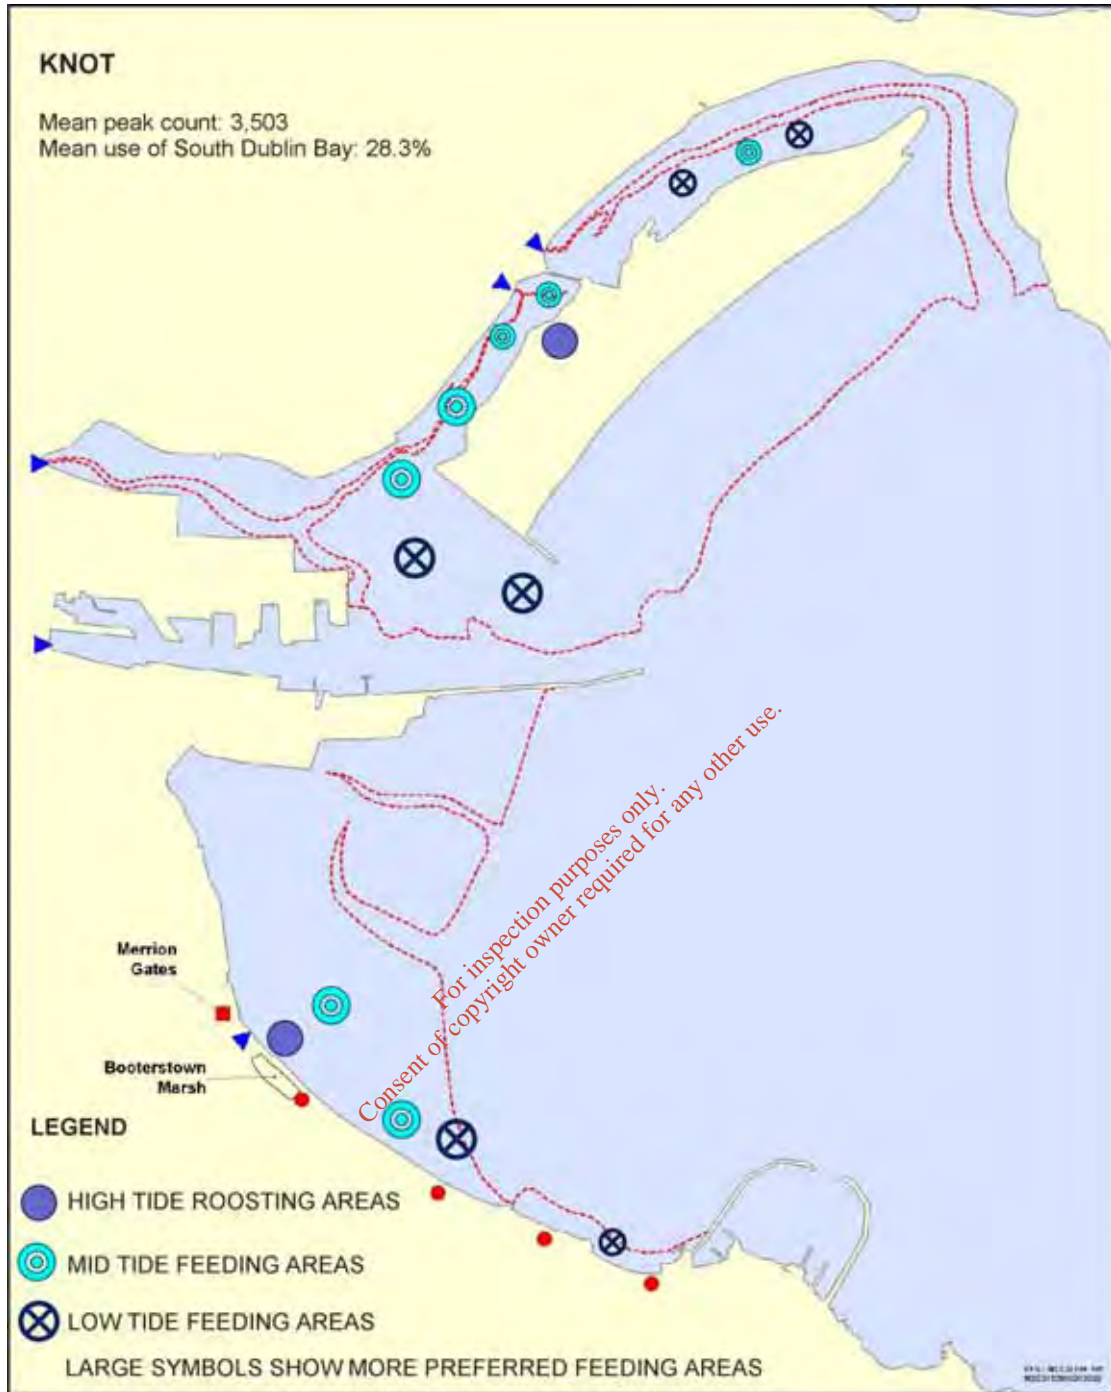 KNOT
Mean peak count: 3,503
Mean use of South Dublin Bay: 28.3%
For inspection purposes only.
Consent of copyright owner required for any other use.
Merrion
Gates
Booterstown
Marsh
LEGEND
HIGH TIDE ROOSTING AREAS
MID TIDE FEEDING AREAS
LOW TIDE FEEDING AREAS
LARGE SYMBOLS SHOW MORE PREFERRED FEEDING AREAS